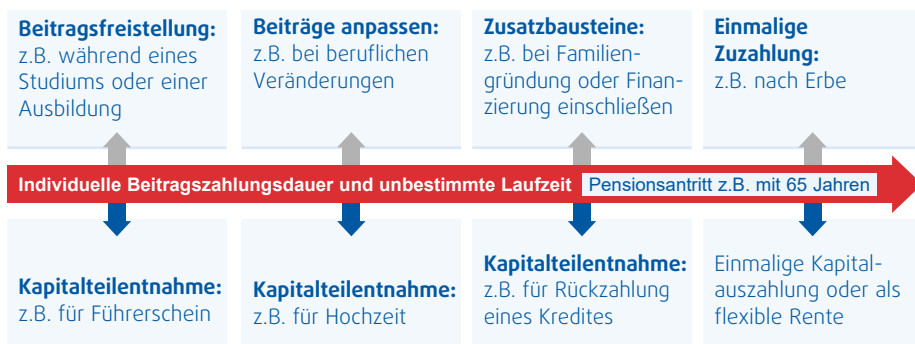 Beitragsfreistellung:
z.B. während eines
Studiums oder einer
Ausbildung
Beiträge anpassen:
z.B. bei beruflichen
Veränderungen
Zusatzbausteine:
z.B. bei Familien-
gründung oder Finan-
zierung einschließen
Einmalige
Zuzahlung:
z.B. nach Erbe
Individuelle Beitragszahlungsdauer und unbestimmte Laufzeit Pensionsantritt z.B. mit 65 Jahren
Kapitalteilentnahme:
z.B. für Führerschein
Kapitalteilentnahme:
z.B. für Hochzeit
Kapitalteilentnahme:
z.B. für Rückzahlung
eines Kredites
Einmalige Kapital-
auszahlung oder als
flexible Rente